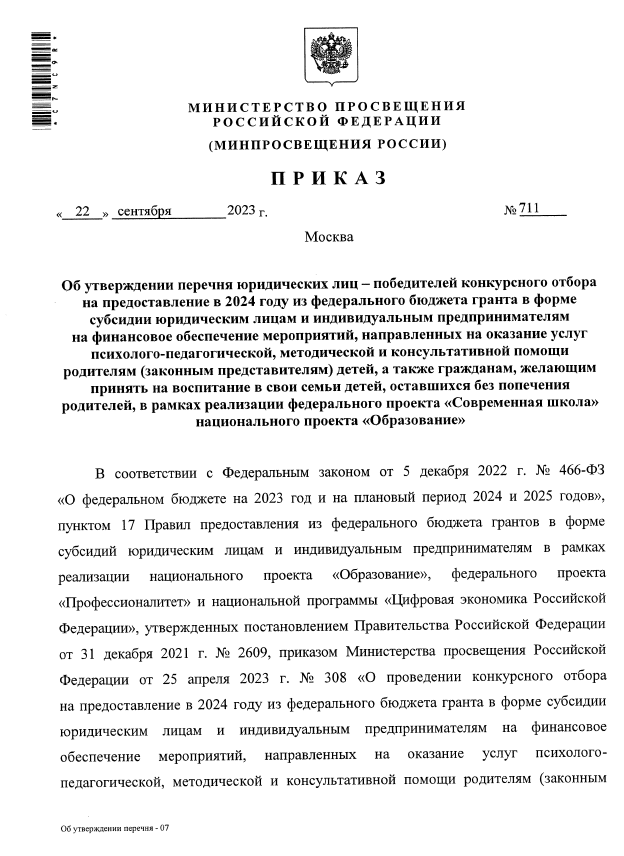 МИНИСТЕРСТВО ПРОСВЕЩЕНИЯ
РОССИЙСКОЙ ФЕДЕРАЦИИ
(МИНПРОСВЕЩЕНИЯ РОССИИ)
ПРИКАЗ
« 22 » сентября 2023 г. № 711
Москва
Об утверждении перечня юридических лиц – победителей конкурсного отбора
на предоставление в 2024 году из федерального бюджета гранта в форме
субсидии юридическим лицам и индивидуальным предпринимателям
на финансовое обеспечение мероприятий, направленных на оказание услуг
психолого-педагогической, методической и консультативной помощи
родителям (законным представителям) детей, а также гражданам, желающим
принять на воспитание в свои семьи детей, оставшихся без попечения
родителей, в рамках реализации федерального проекта «Современная школа»
национального проекта «Образование»
В соответствии с Федеральным законом от 5 декабря 2022 г. № 466-ФЗ
«О федеральном бюджете на 2023 год и на плановый период 2024 и 2025 годов»,
пунктом 17 Правил предоставления из федерального бюджета грантов в форме
субсидий юридическим лицам и индивидуальным предпринимателям в рамках
реализации национального проекта «Образование», федерального проекта
«Профессионалитет» и национальной программы «Цифровая экономика Российской
Федерации», утвержденных постановлением Правительства Российской Федерации
от 31 декабря 2021 г. № 2609, приказом Министерства просвещения Российской
Федерации от 25 апреля 2023 г. № 308 «О проведении конкурсного отбора
на предоставление в 2024 году из федерального бюджета гранта в форме субсидии
юридическим лицам и индивидуальным предпринимателям на финансовое
обеспечение мероприятий, направленных на оказание услуг психолого-
педагогической, методической и консультативной помощи родителям (законным
Об утверждении перечня - 07